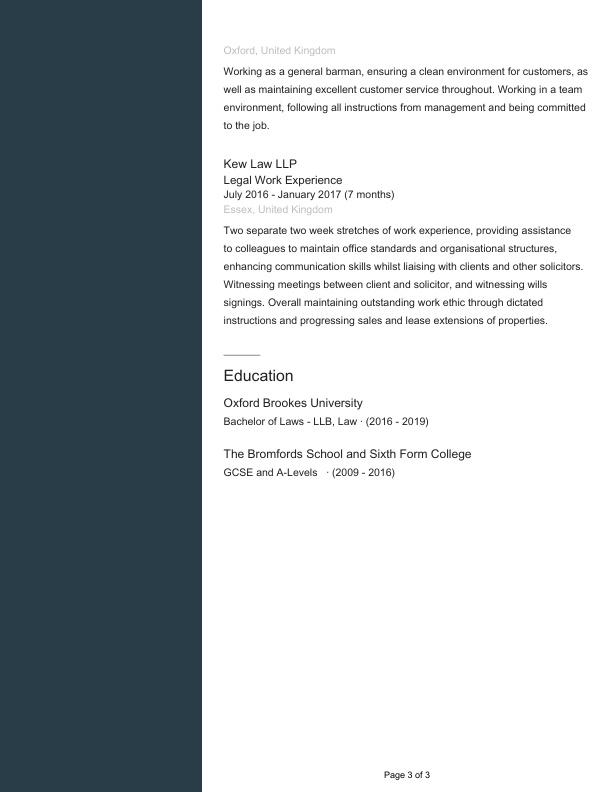 Oxford, United Kingdom
Working as a general barman, ensuring a clean environment for customers, as
well as maintaining excellent customer service throughout. Working in a team
environment, following all instructions from management and being committed
to the job.
Kew Law LLP
Legal Work Experience
July 2016 - January 2017 (7 months)
Essex, United Kingdom
Two separate two week stretches of work experience, providing assistance
to colleagues to maintain office standards and organisational structures,
enhancing communication skills whilst liaising with clients and other solicitors.
Witnessing meetings between client and solicitor, and witnessing wills
signings. Overall maintaining outstanding work ethic through dictated
instructions and progressing sales and lease extensions of properties.
Education
Oxford Brookes University
Bachelor of Laws - LLB, Law · (2016 - 2019)
The Bromfords School and Sixth Form College
GCSE and A-Levels · (2009 - 2016)
Page 3 of 3